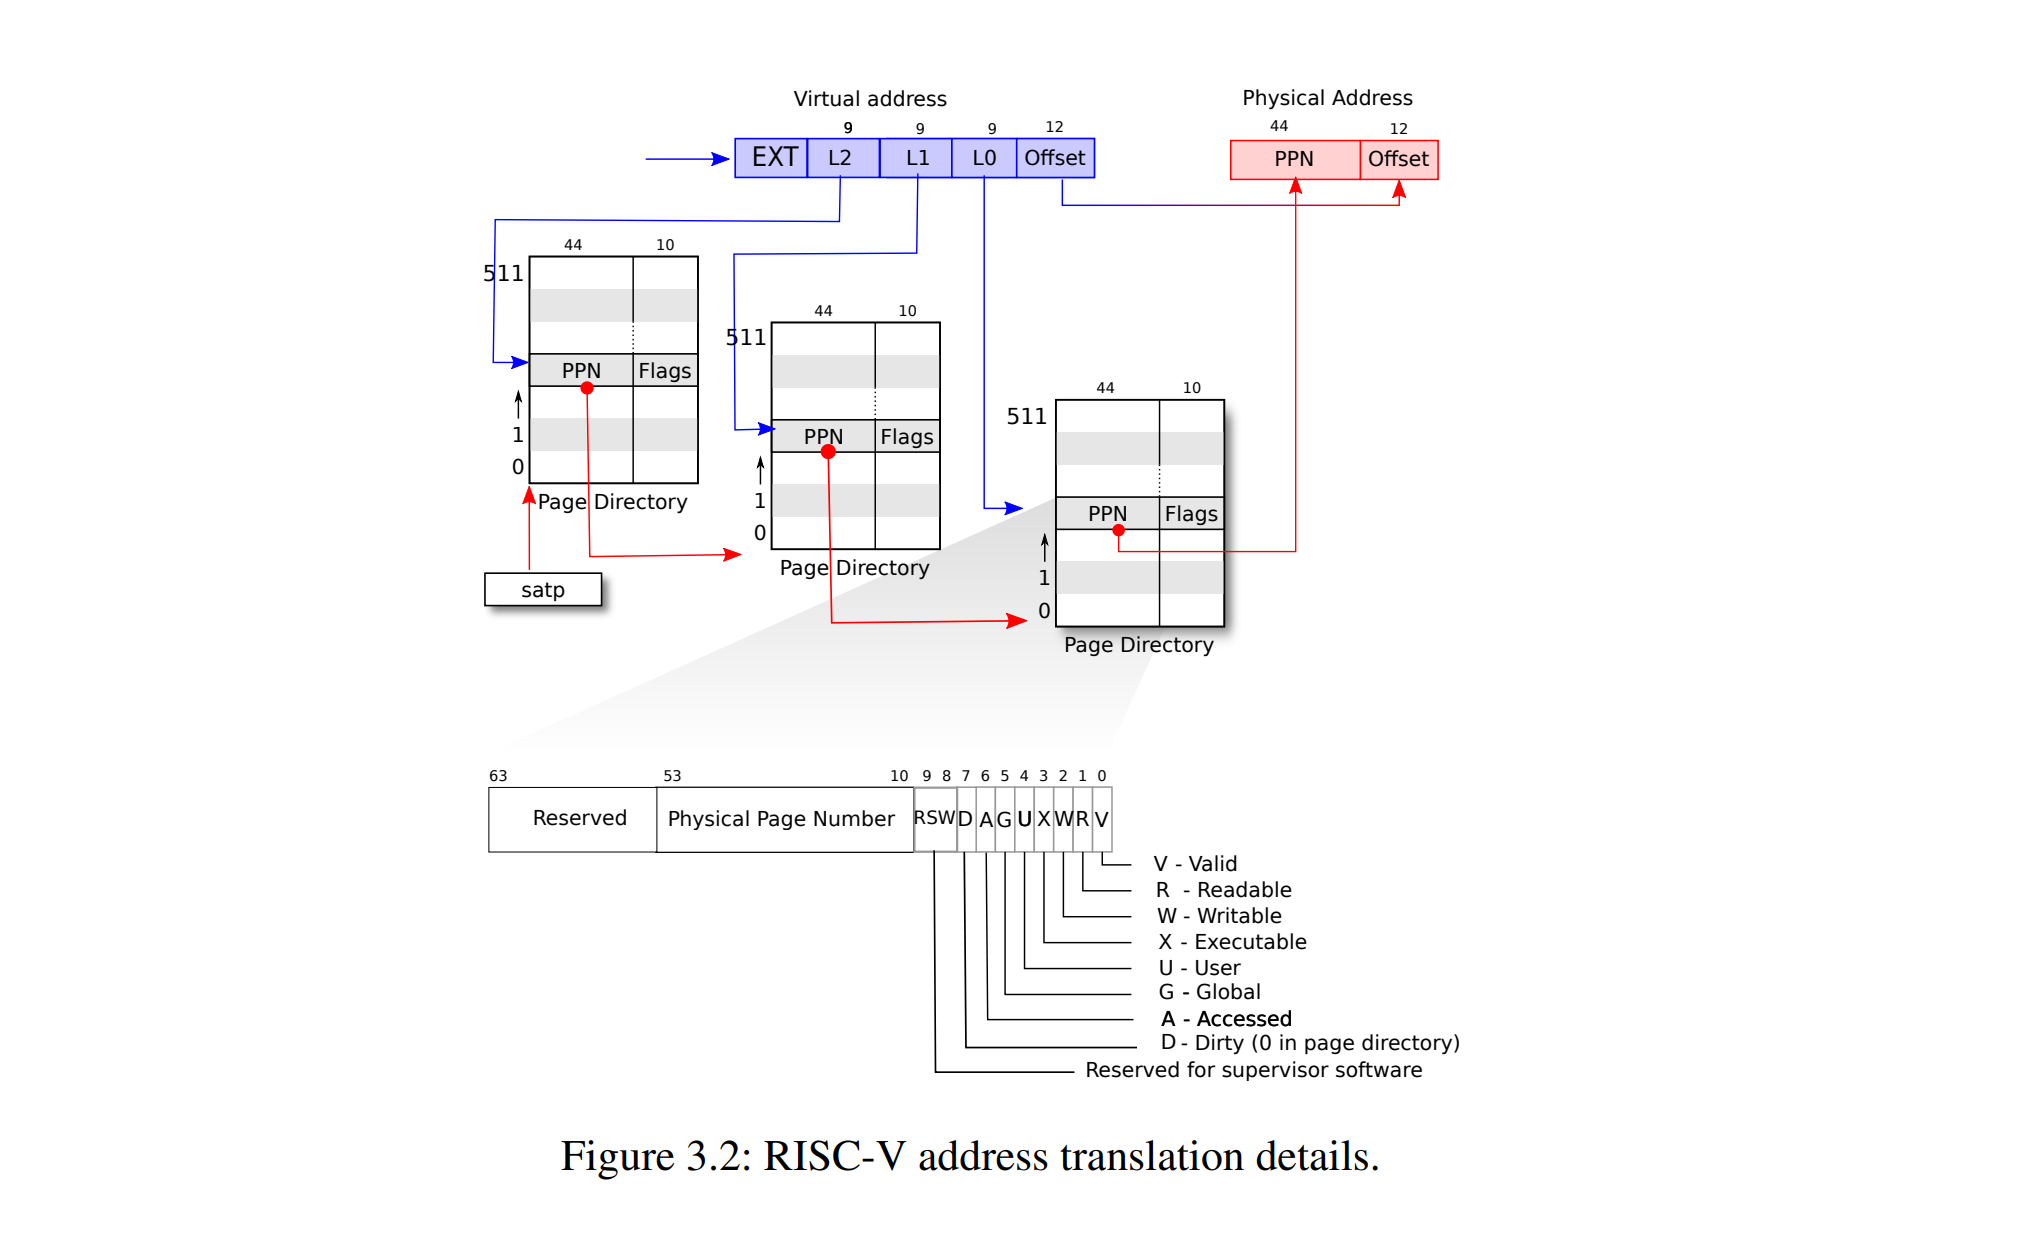 Virtual address
Physical Address
9 9 9 12
44 12
EXT L2 L1 L0 Offset
PPN Offset
44 10
511
PPN Flags
1
0
Page Directory
satp
44 10
511
PPN Flags
1
0
Page Directory
44 10
511
PPN Flags
1
0
Page Directory
63 53 10 9 8 7 6 5 4 3 2 1 0
Reserved Physical Page Number RSW D A G U X W R V
V - Valid
R - Readable
W - Writable
X - Executable
U - User
G - Global
A - Accessed
D - Dirty (0 in page directory)
Reserved for supervisor software
Figure 3.2: RISC-V address translation details.